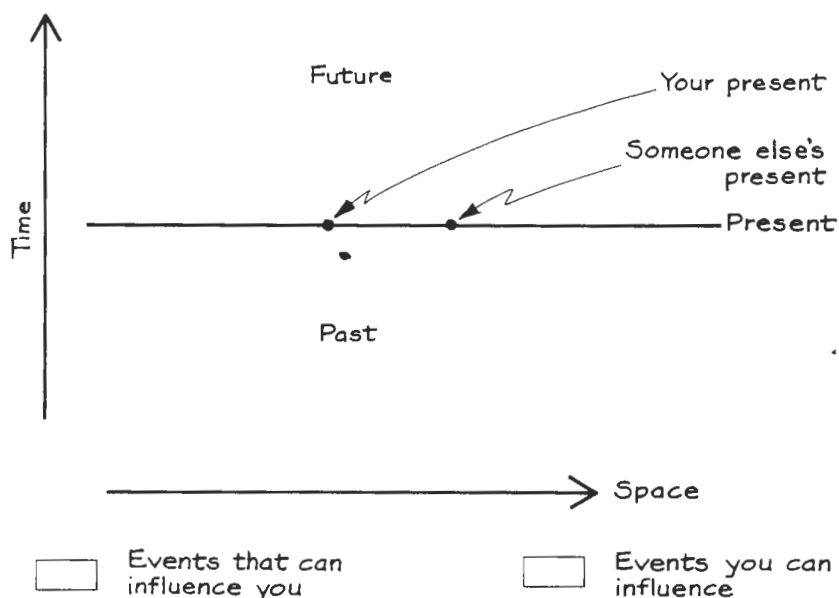 Future
Your present
Someone else's
present
Present
Time
Past
Space
Events that can
influence you
Events you can
influence